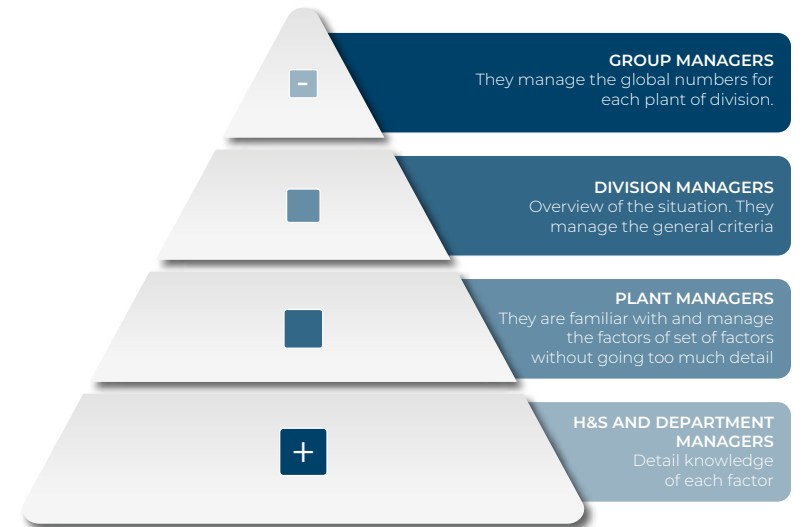 -
GROUP MANAGERS
They manage the global numbers for
each plant of division.
DIVISION MANAGERS
Overview of the situation. They
manage the general criteria
PLANT MANAGERS
They are familiar with and manage
the factors of set of factors
without going too much detail
+
H&S AND DEPARTMENT
MANAGERS
Detail knowledge
of each factor